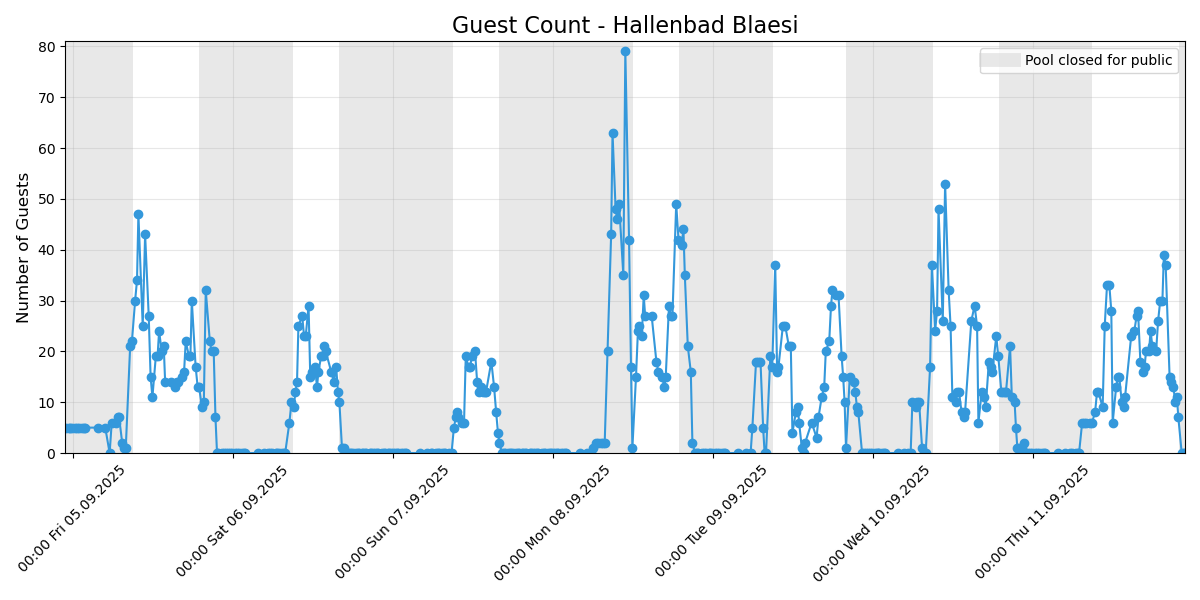 Guest Count - Hallenbad Blaesi
Pool closed for public
Number of Guests
80
70
60
50
40
30
20
10
0
00:00 Fri 05.09.2025
00:00 Sat 06.09.2025
00:00 Sun 07.09.2025
00:00 Mon 08.09.2025
00:00 Tue 09.09.2025
00:00 Wed 10.09.2025
00:00 Thu 11.09.2025